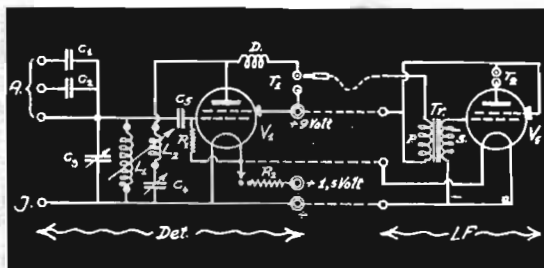 A.
C1
C2
C3
L1
L2
C4
C5
R1
D.
V1
T1
+9 Volt
R2
+1,5 Volt
J.
Det.
Tr.
P
S.
T2
V2
LF